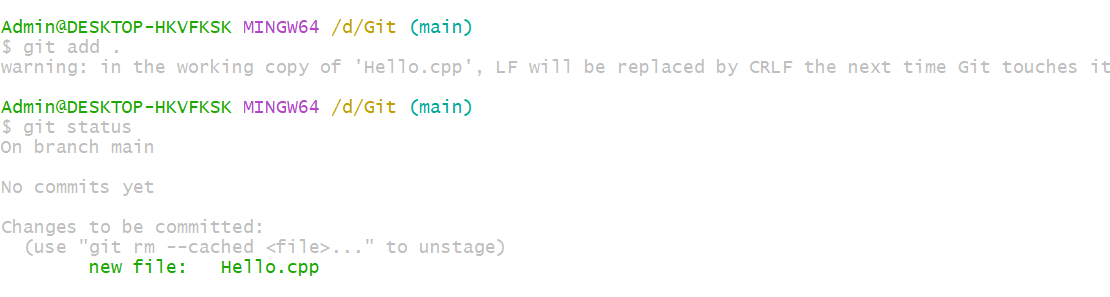 Admin@DESKTOP-HKVFKSK MINGW64 /d/Git (main)
$ git add .
warning: in the working copy of 'Hello.cpp', LF will be replaced by CRLF the next time Git touches it
Admin@DESKTOP-HKVFKSK MINGW64 /d/Git (main)
$ git status
On branch main
No commits yet
Changes to be committed:
  (use "git rm --cached <file>..." to unstage)
        new file:   Hello.cpp